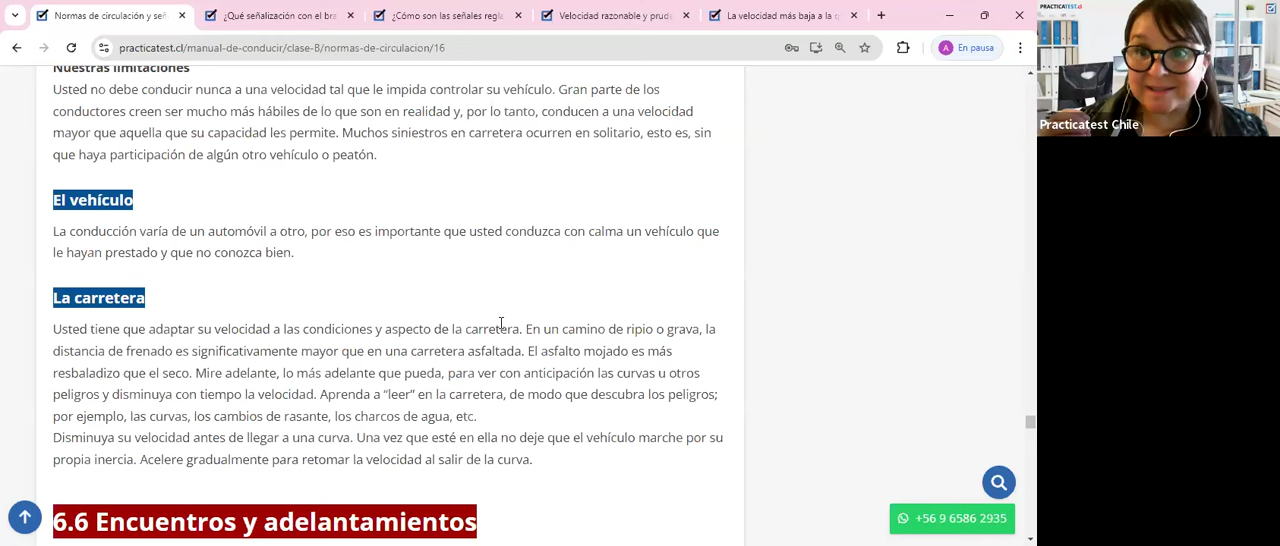 Normas de circulación y señ
¿Qué señalización con el bra
¿Cómo son las señales regla
Velocidad razonable y prude
La velocidad más baja a la q
practicatest.cl/manual-de-conducir/clase-B/normas-de-circulacion/16
A
En pausa
Nuestras limitaciones
Usted no debe conducir nunca a una velocidad tal que le impida controlar su vehículo. Gran parte de los
conductores creen ser mucho más hábiles de lo que son en realidad y, por lo tanto, conducen a una velocidad
mayor que aquella que su capacidad les permite. Muchos siniestros en carretera ocurren en solitario, esto es, sin
que haya participación de algún otro vehículo o peatón.
El vehículo
La conducción varía de un automóvil a otro, por eso es importante que usted conduzca con calma un vehículo que
le hayan prestado y que no conozca bien.
La carretera
Usted tiene que adaptar su velocidad a las condiciones y aspecto de la carretera. En un camino de ripio o grava, la
distancia de frenado es significativamente mayor que en una carretera asfaltada. El asfalto mojado es más
resbaladizo que el seco. Mire adelante, lo más adelante que pueda, para ver con anticipación las curvas u otros
peligros y disminuya con tiempo la velocidad. Aprenda a “leer” en la carretera, de modo que descubra los peligros;
por ejemplo, las curvas, los cambios de rasante, los charcos de agua, etc.
Disminuya su velocidad antes de llegar a una curva. Una vez que esté en ella no deje que el vehículo marche por su
propia inercia. Acelere gradualmente para retomar la velocidad al salir de la curva.
6.6 Encuentros y adelantamientos
+56 9 6586 2935
PRACTICATEST.cl
Practicatest Chile